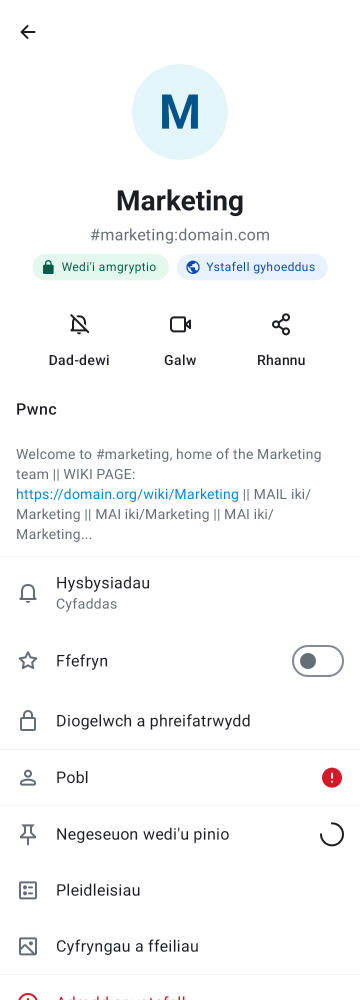 M
Marketing
#marketing:domain.com
Wedi'i amgryptio
Ystafell gyhoeddus
Dad-dewi
Galw
Rhannu
Pwnc
Welcome to #marketing, home of the Marketing
team || WIKI PAGE:
https://domain.org/wiki/Marketing || MAIL iki/
Marketing || MAI iki/Marketing || MAI iki/
Marketing...
Hysbysiadau
Cyfaddas
Ffefryn
Diogelwch a phreifatrwydd
Pobl
Negeseuon wedi'u pinio
Pleidleisiau
Cyfryngau a ffeiliau